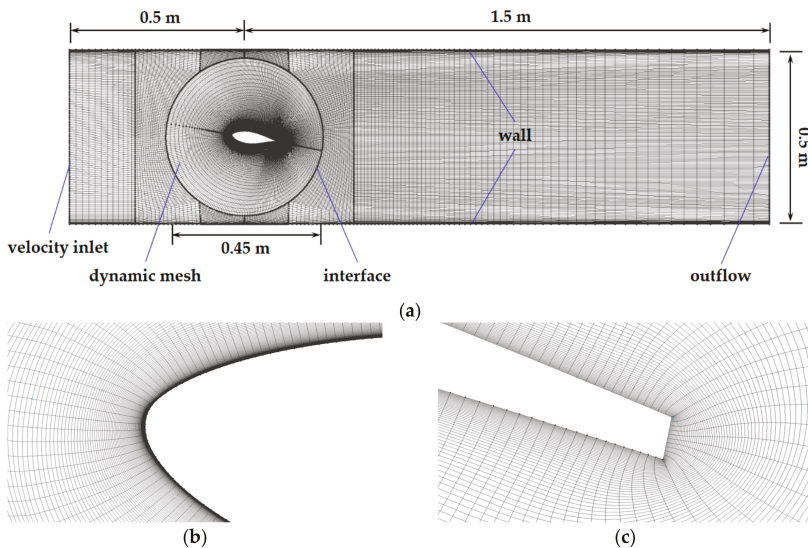 0.5 m
1.5 m
wall
0.5 m
velocity inlet
0.45 m
dynamic mesh
interface
outflow
(a)
(b)
(c)